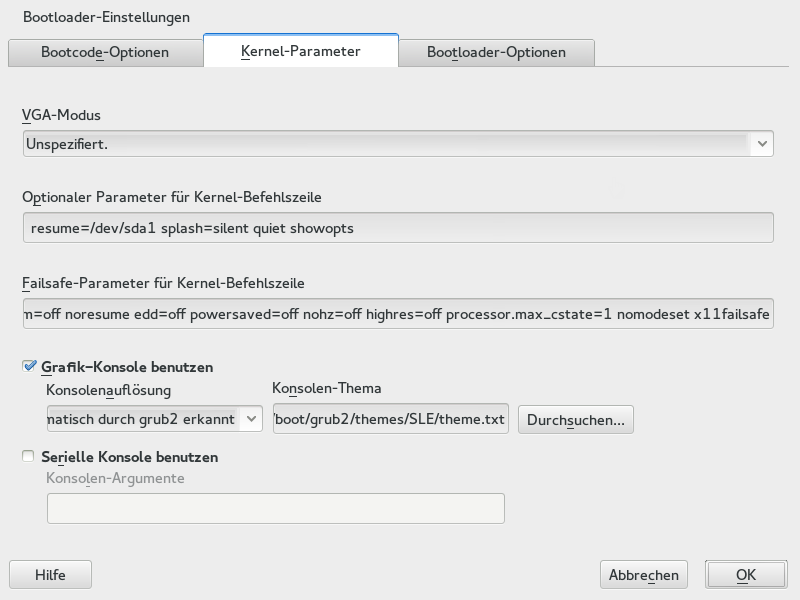 Bootloader-Einstellungen
Bootcode-Optionen Kernel-Parameter Bootloader-Optionen
VGA-Modus
Unspezifiert.
Optionaler Parameter für Kernel-Befehlszeile
resume=/dev/sda1 splash=silent quiet showopts
Failsafe-Parameter für Kernel-Befehlszeile
m=off noresume edd=off powersaved=off nohz=off highres=off processor.max_cstate=1 nomodeset x11failsafe
Grafik-Konsole benutzen
Konsolenauflösung Konsolen-Thema
matisch durch grub2 erkannt /boot/grub2/themes/SLE/theme.txt Durchsuchen...
Serielle Konsole benutzen
Konsolen-Argumente
Hilfe Abbrechen OK